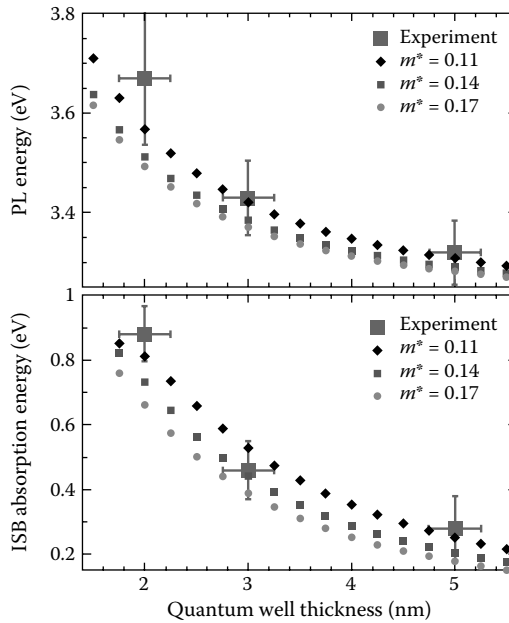 3.8
3.6
3.4
PL energy (eV)
Experiment
m* = 0.11
m* = 0.14
m* = 0.17
1
0.8
0.6
0.4
0.2
ISB absorption energy (eV)
Experiment
m* = 0.11
m* = 0.14
m* = 0.17
2 3 4 5
Quantum well thickness (nm)